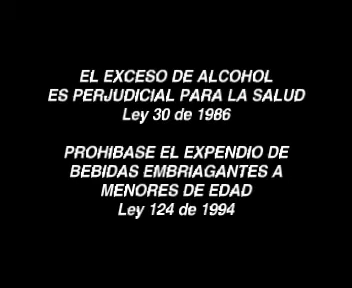 EL EXCESO DE ALCOHOL
ES PERJUDICIAL PARA LA SALUD
Ley 30 de 1986
PROHIBASE EL EXPENDIO DE
BEBIDAS EMBRIAGANTES A
MENORES DE EDAD
Ley 124 de 1994